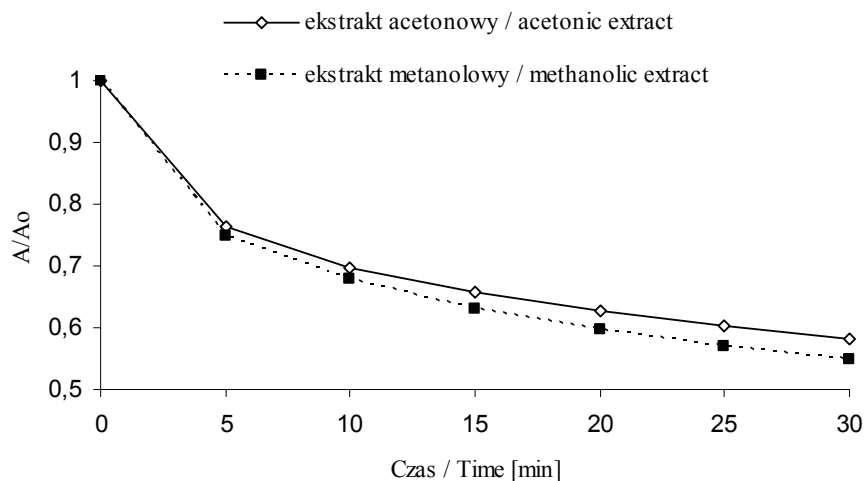 ekstrakt acetonowy / acetonic extract
ekstrakt metanolowy / methanolic extract
1
0,9
0,8
0,7
0,6
0,5
A/Ao
0 5 10 15 20 25 30
Czas / Time [min]